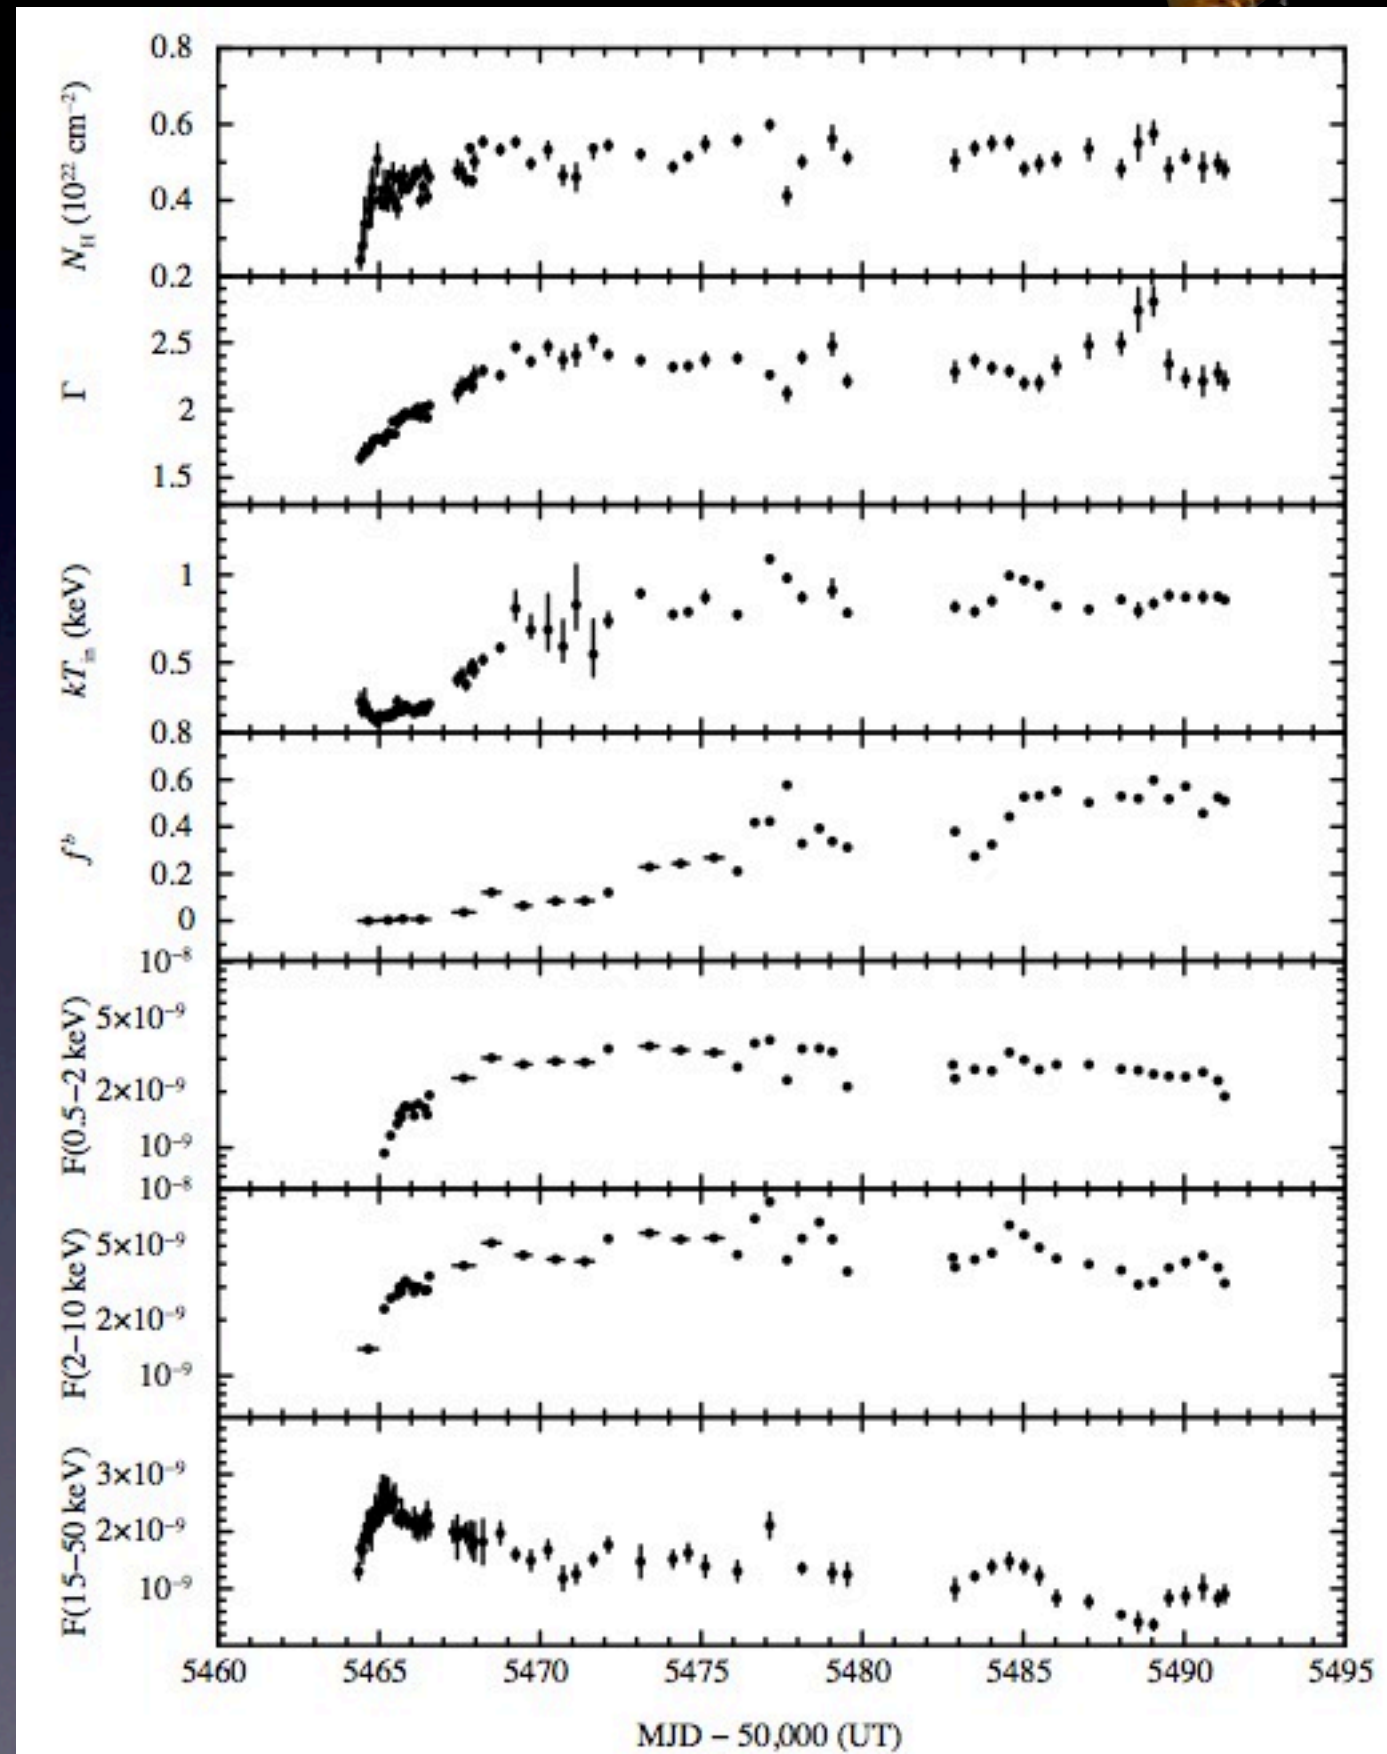 0.8
0.6
0.4
0.2
N_H (10^22 cm^−2)
2.5
2
1.5
Γ
1
0.5
kT_in (keV)
0.8
0.6
0.4
0.2
0
f^b
10^−8
5×10^−9
2×10^−9
10^−9
F(0.5−2 keV)
10^−8
5×10^−9
2×10^−9
10^−9
F(2−10 keV)
3×10^−9
2×10^−9
10^−9
F(15−50 keV)
5460 5465 5470 5475 5480 5485 5490 5495
MJD − 50,000 (UT)